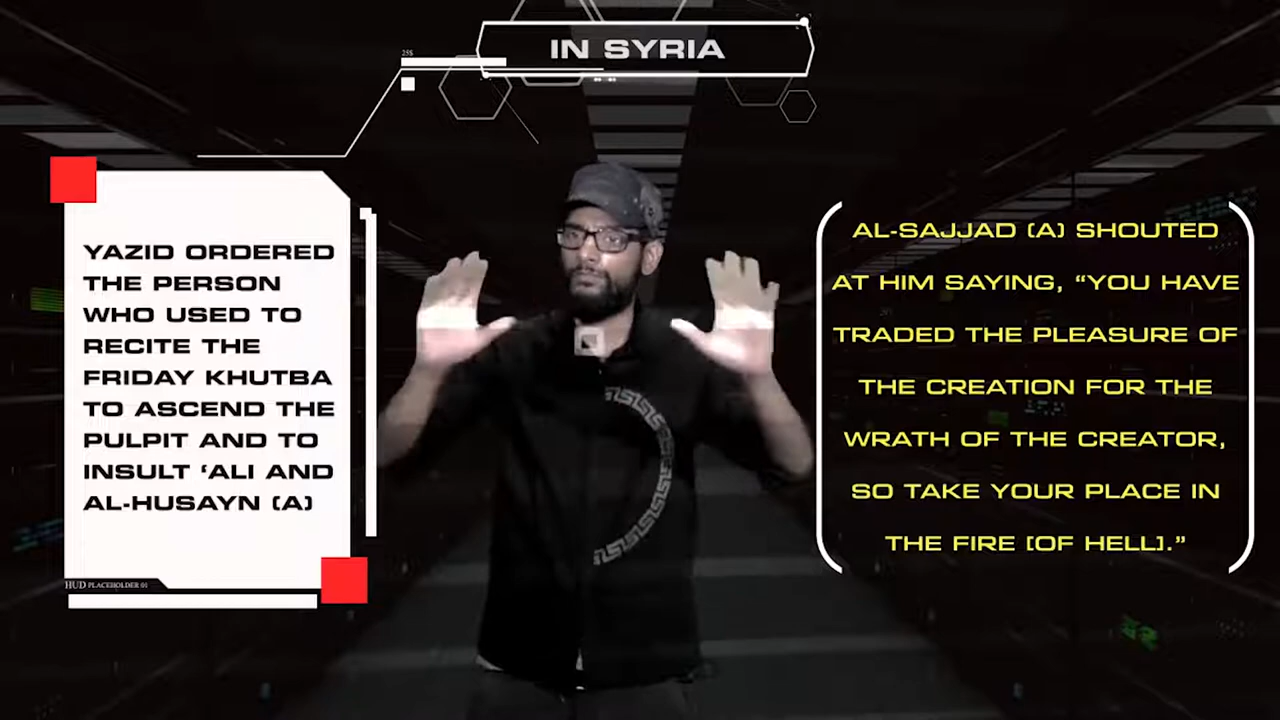 IN SYRIA
25$
YAZID ORDERED
THE PERSON
WHO USED TO
RECITE THE
FRIDAY KHUTBA
TO ASCEND THE
PULPIT AND TO
INSULT ‘ALI AND
AL-HUSAYN (A)
HUD PLACEHOLDER 01
AL-SAJJAD (A) SHOUTED
AT HIM SAYING, “YOU HAVE
TRADED THE PLEASURE OF
THE CREATION FOR THE
WRATH OF THE CREATOR,
SO TAKE YOUR PLACE IN
THE FIRE [OF HELL].”